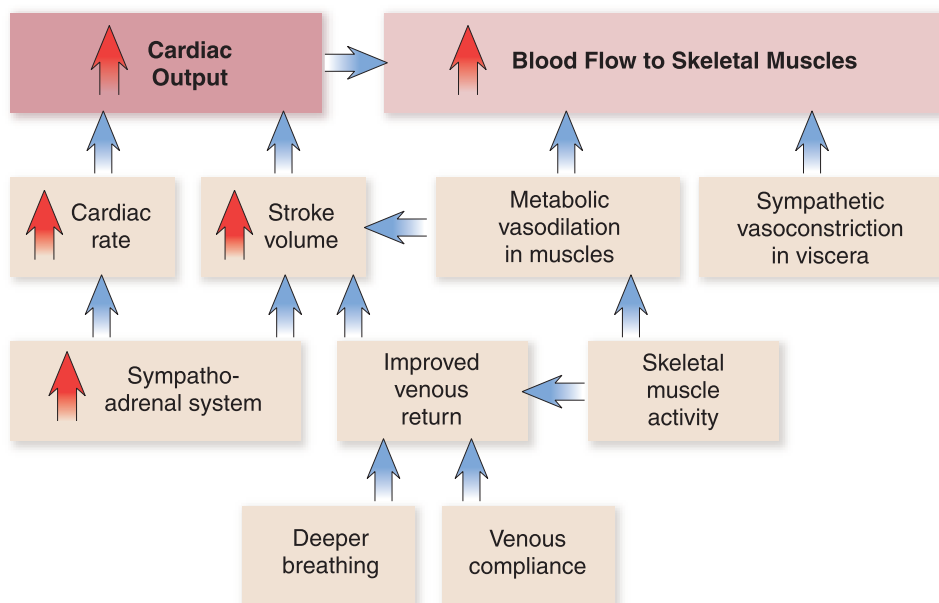 Cardiac
Output
Blood Flow to Skeletal Muscles
Cardiac
rate
Stroke
volume
Metabolic
vasodilation
in muscles
Sympathetic
vasoconstriction
in viscera
Sympatho-
adrenal system
Improved
venous
return
Skeletal
muscle
activity
Deeper
breathing
Venous
compliance